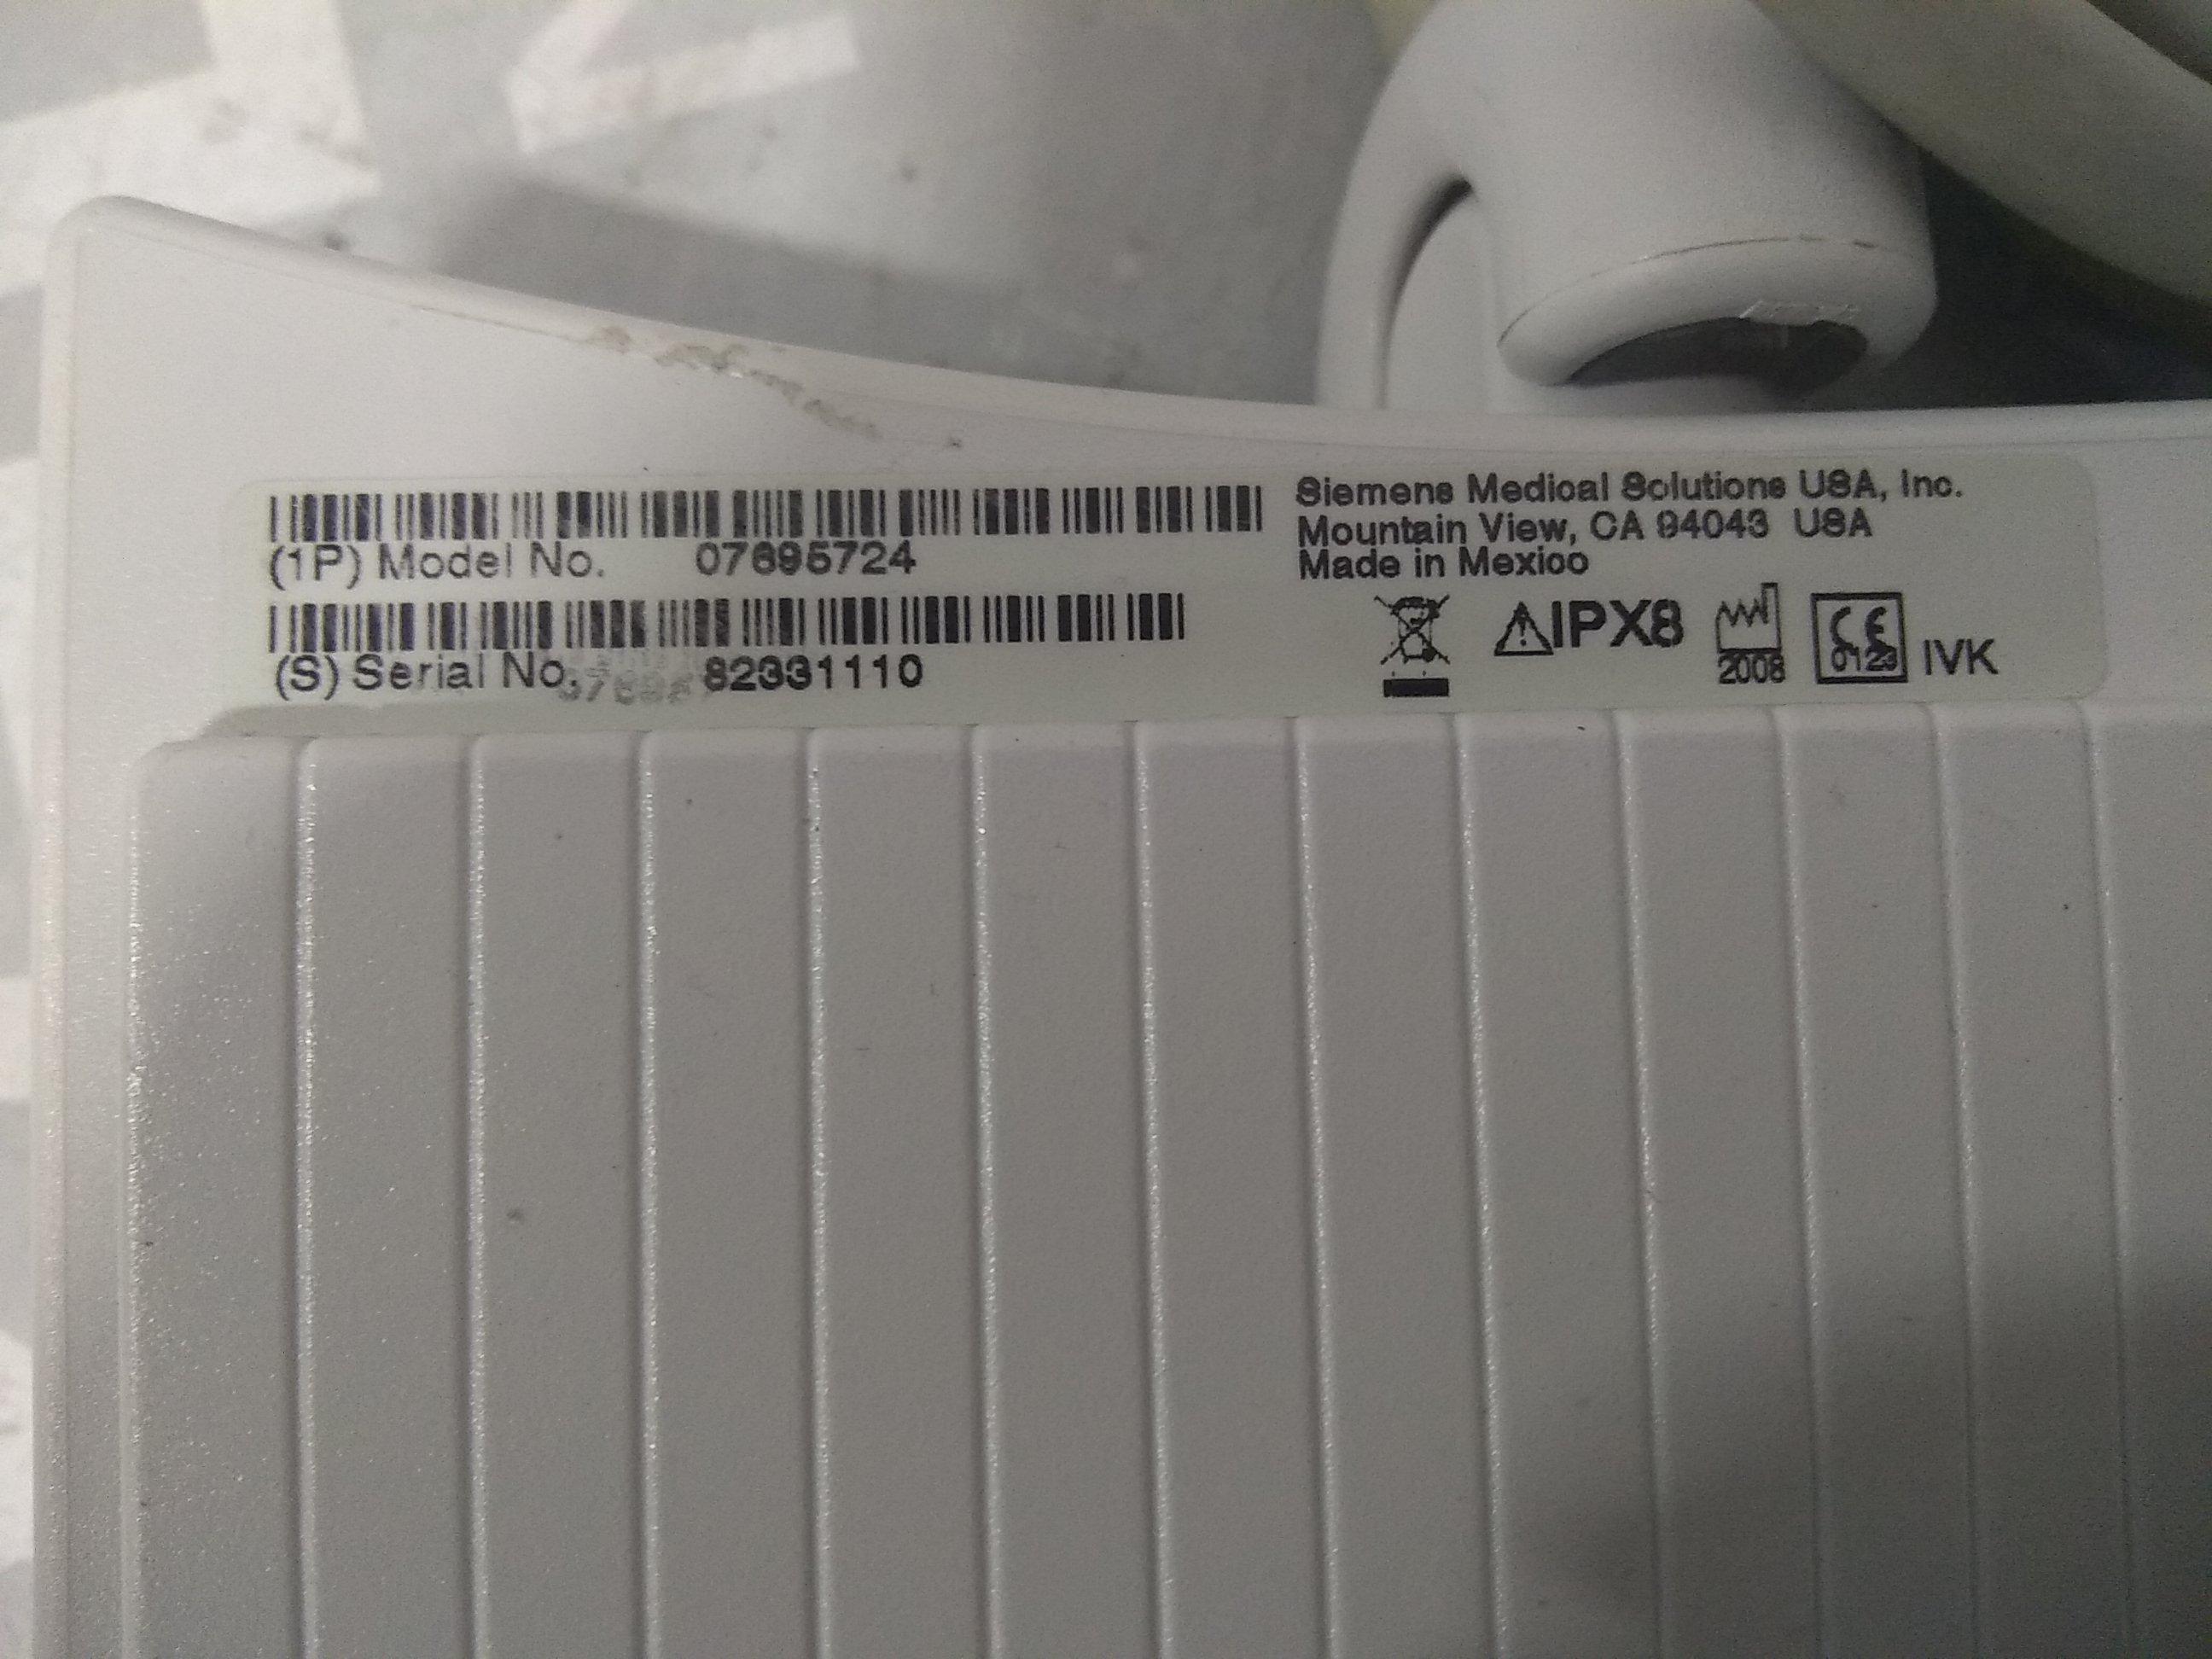 (1P) Model No. 07695724
(S) Serial No. 82331110
Siemens Medical Solutions USA, Inc.
Mountain View, CA 94043 USA
Made in Mexico
IPX8
2008
CE
0123
IVK